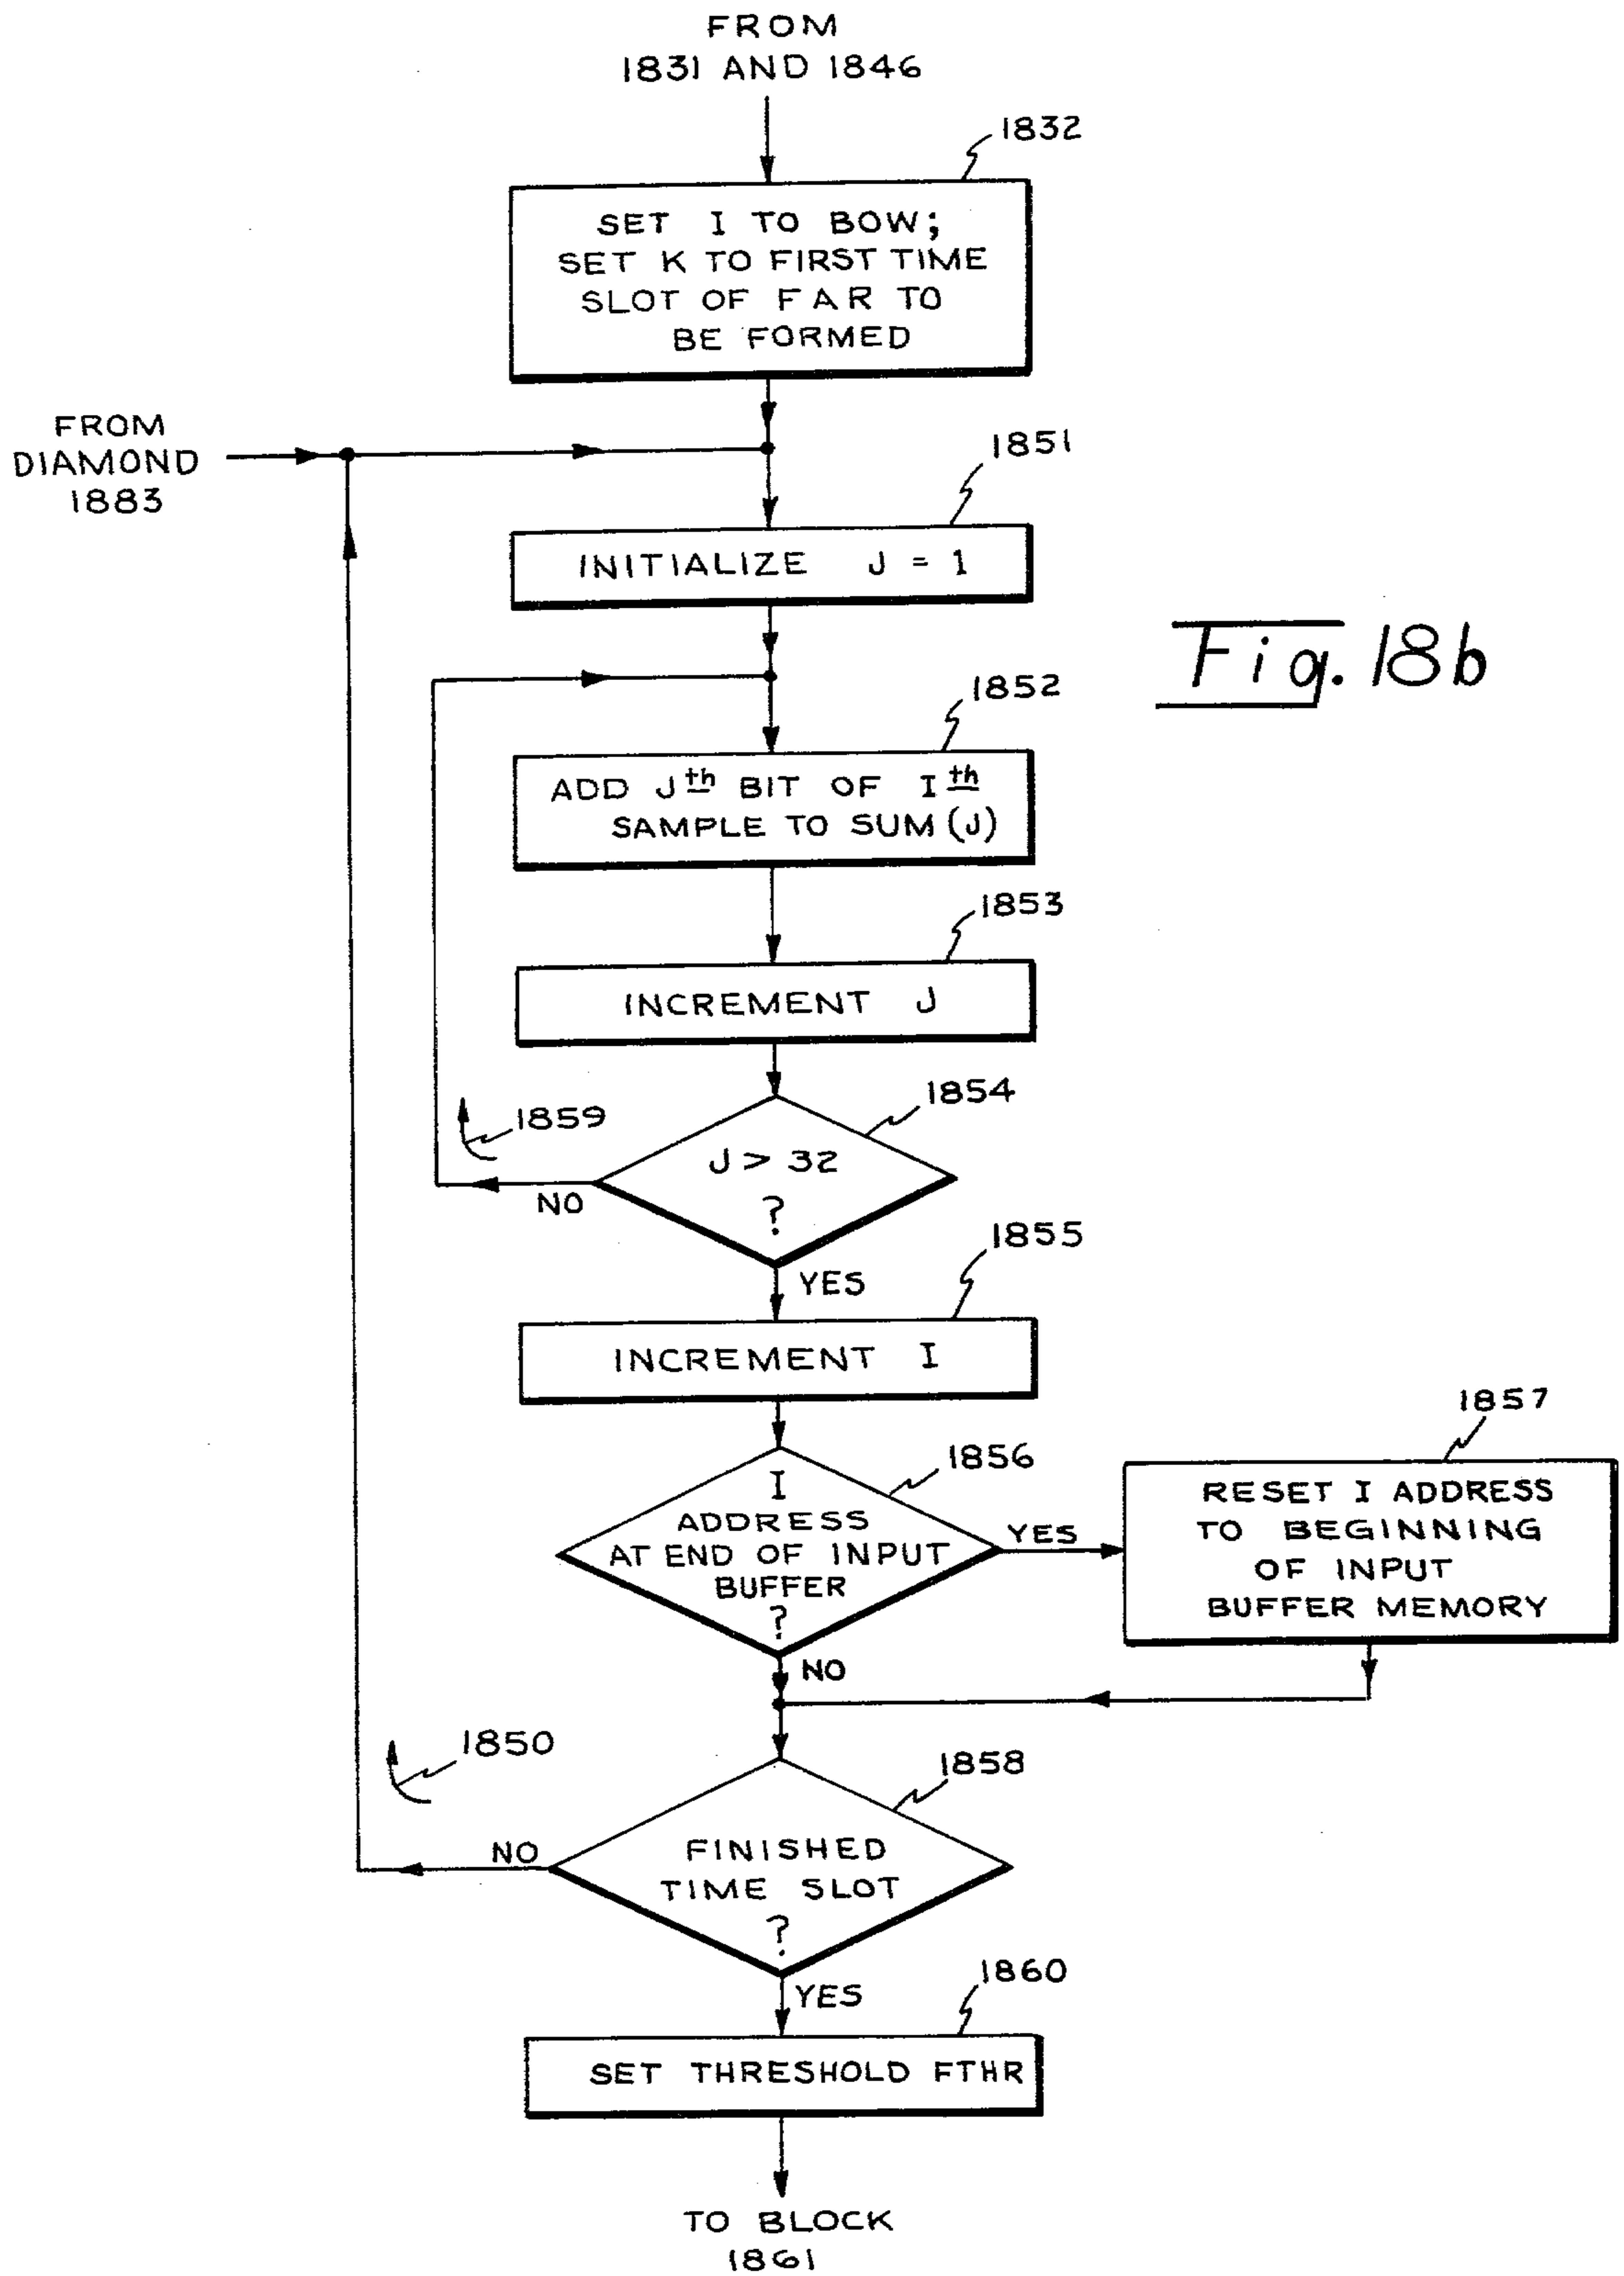 FROM
1831 AND 1846
1832
SET I TO BOW;
SET K TO FIRST TIME
SLOT OF FAR TO
BE FORMED
FROM
DIAMOND
1883
1851
INITIALIZE J = 1
Fig. 18b
1852
ADD Jth BIT OF Ith
SAMPLE TO SUM (J)
1853
INCREMENT J
1854
1859
J > 32
?
NO
YES
1855
INCREMENT I
1856
I
ADDRESS
AT END OF INPUT
BUFFER
?
YES
NO
1857
RESET I ADDRESS
TO BEGINNING
OF INPUT
BUFFER MEMORY
1850
1858
FINISHED
TIME SLOT
?
NO
YES
1860
SET THRESHOLD FTHR
TO BLOCK
1861